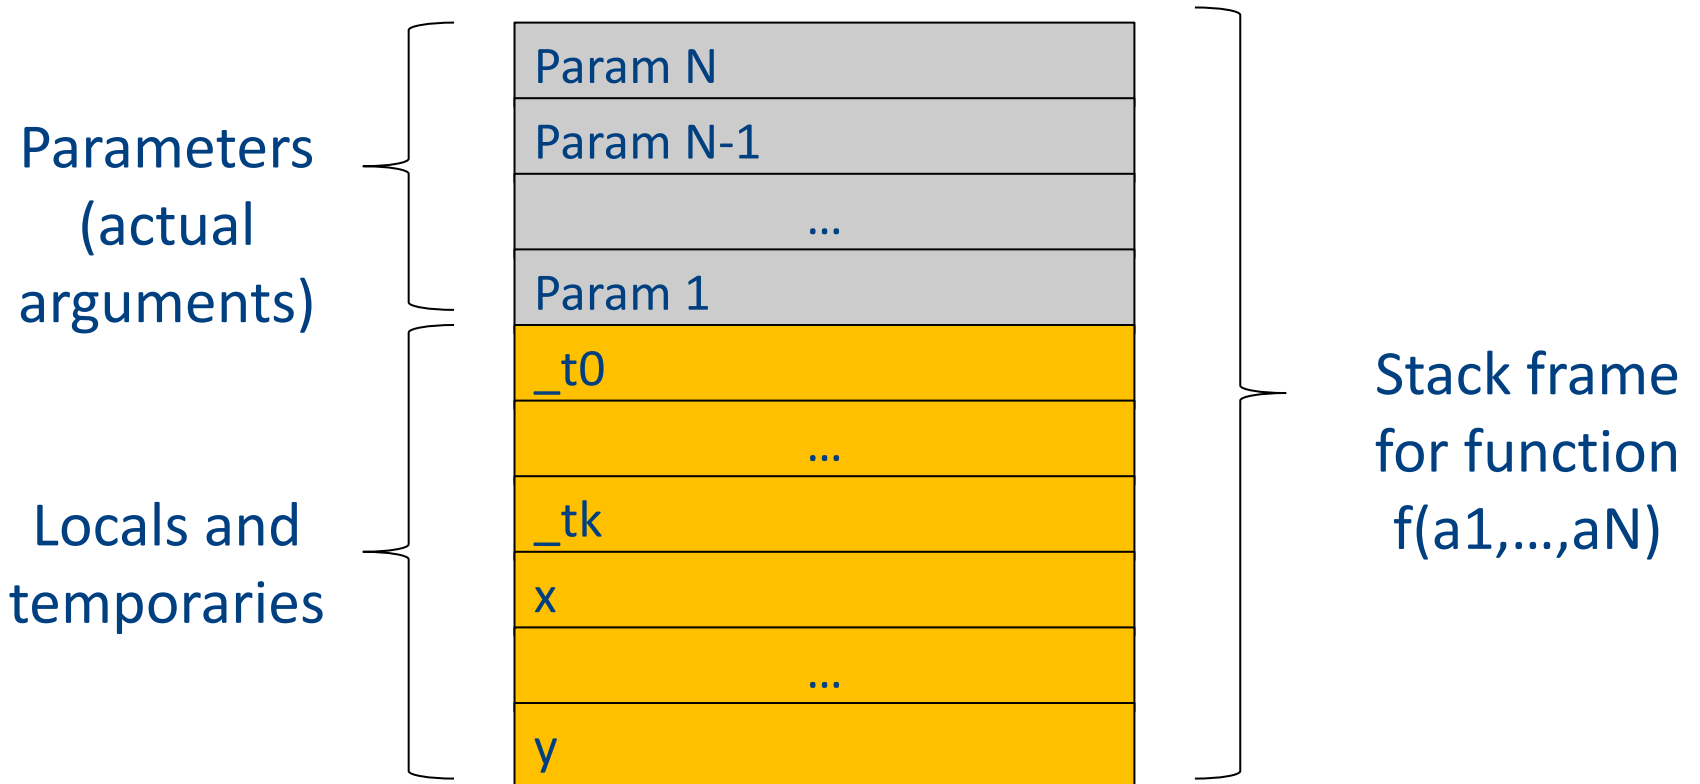 Parameters
(actual
arguments)
Locals and
temporaries
Param N
Param N-1
...
Param 1
_t0
...
_tk
x
...
y
Stack frame
for function
f(a1,...,aN)